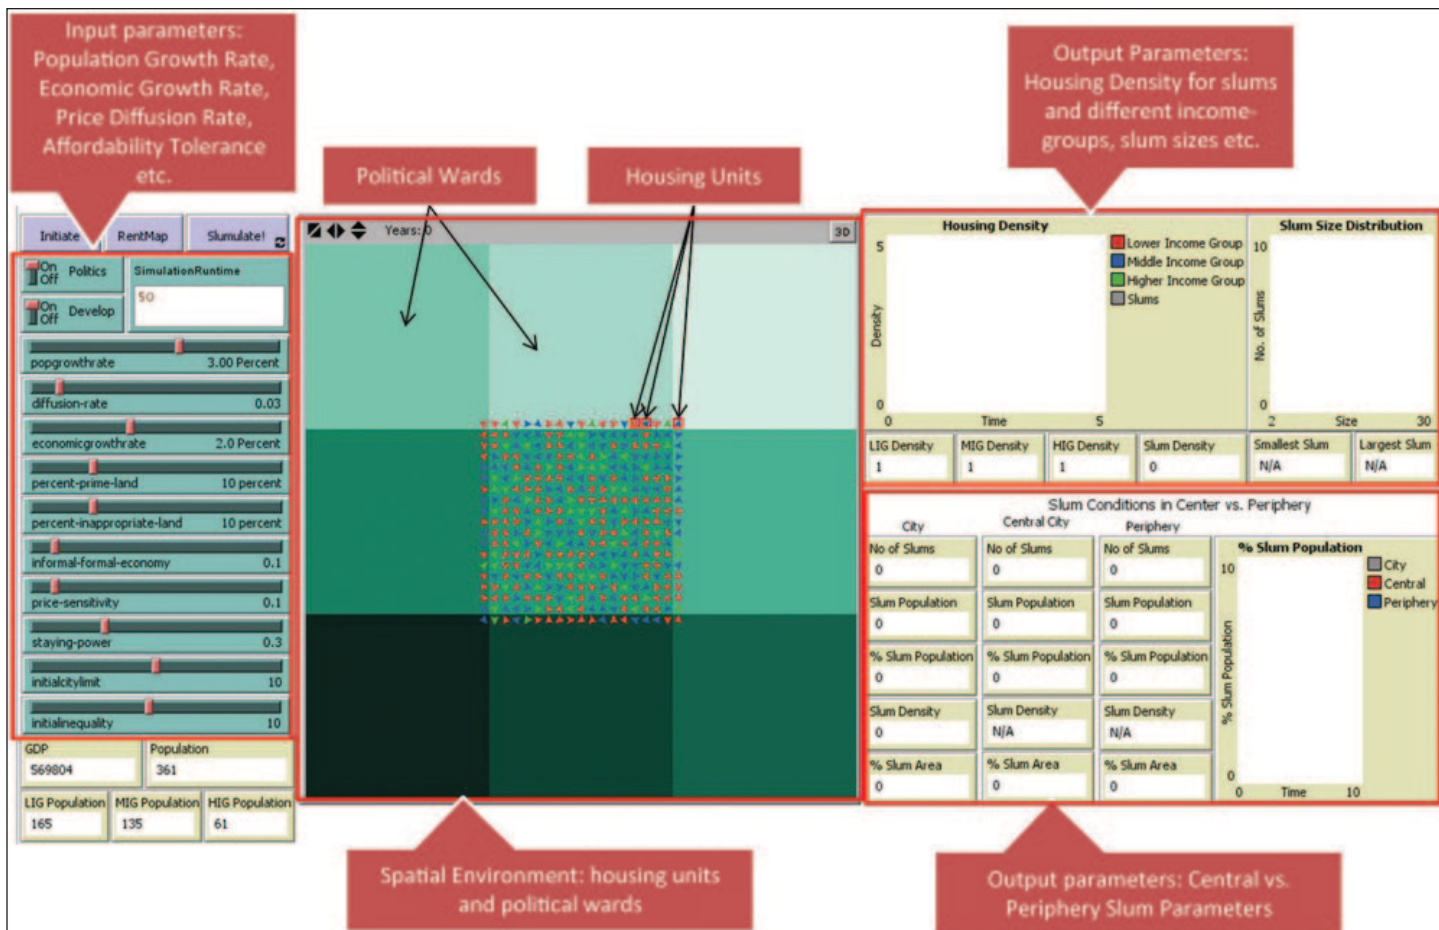 Input parameters:
Population Growth Rate,
Economic Growth Rate,
Price Diffusion Rate,
Affordability Tolerance
etc.
Political Wards
Housing Units
Output Parameters:
Housing Density for slums
and different income-
groups, slum sizes etc.
Initiate
RentMap
Slumulate!
On
Off
Politics
SimulationRuntime
50
On
Off
Develop
popgrowthrate 3.00 Percent
diffusion-rate 0.03
economicgrowthrate 2.0 Percent
percent-prime-land 10 percent
percent-inappropriate-land 10 percent
informal-formal-economy 0.1
price-sensitivity 0.1
staying-power 0.3
initialcitylimit 10
initialinequality 10
GDP
569804
Population
361
LIG Population
165
MIG Population
135
HIG Population
61
Years: 0
3D
Housing Density
5
Density
0
Time
5
Lower Income Group
Middle Income Group
Higher Income Group
Slums
Slum Size Distribution
10
No. of Slums
0
2
Size
30
LIG Density
1
MIG Density
1
HIG Density
1
Slum Density
0
Smallest Slum
N/A
Largest Slum
N/A
Slum Conditions in Center vs. Periphery
City
Central City
Periphery
No of Slums
0
No of Slums
0
No of Slums
0
Slum Population
0
Slum Population
0
Slum Population
0
% Slum Population
0
% Slum Population
0
% Slum Population
0
Slum Density
0
Slum Density
N/A
Slum Density
N/A
% Slum Area
0
% Slum Area
0
% Slum Area
0
% Slum Population
10
% Slum Population
0
0
Time
10
City
Central
Periphery
Spatial Environment: housing units
and political wards
Output parameters: Central vs.
Periphery Slum Parameters